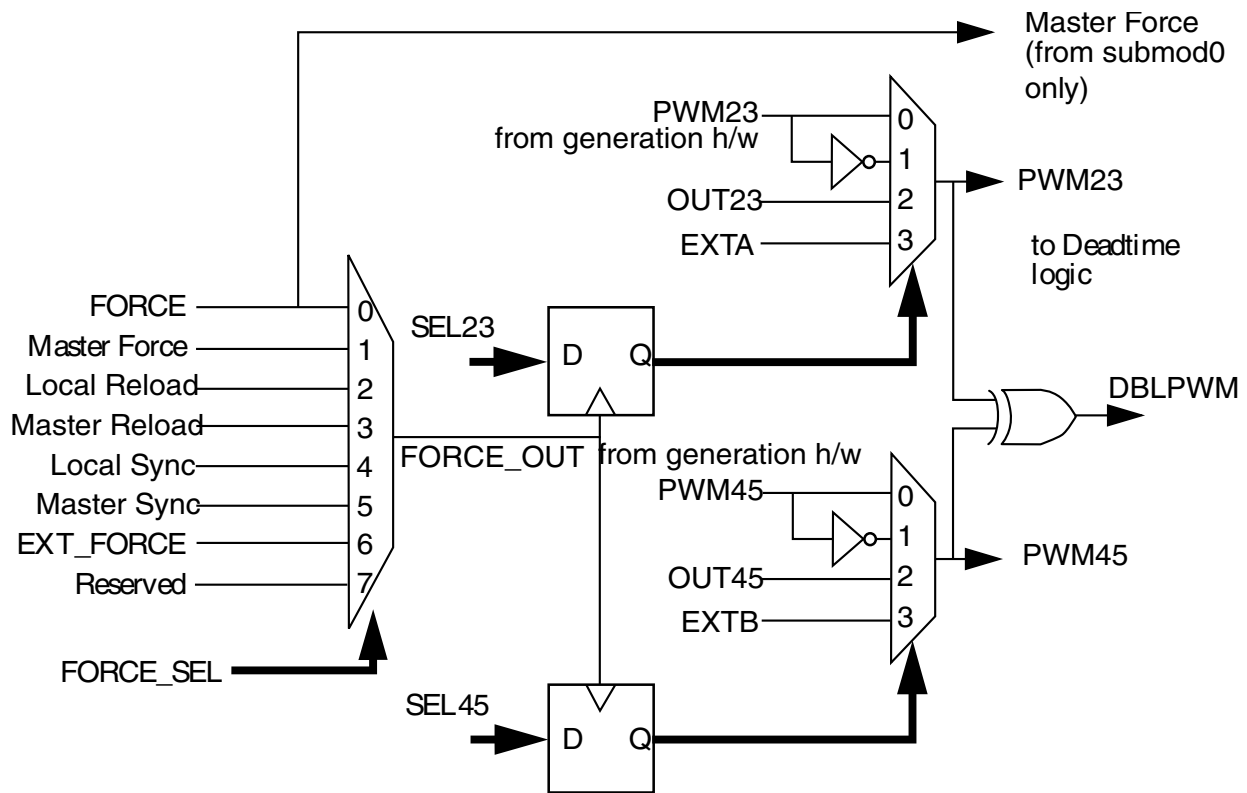 Master Force
(from submod0
only)
PWM23
from generation h/w
0
1
2
3
OUT23
EXTA
PWM23
to Deadtime
logic
FORCE
Master Force
Local Reload
Master Reload
Local Sync
Master Sync
EXT_FORCE
Reserved
0
1
2
3
4
5
6
7
FORCE_SEL
SEL23
D Q
FORCE_OUT
from generation h/w
DBLPWM
PWM45
0
1
2
3
OUT45
EXTB
PWM45
SEL45
D Q